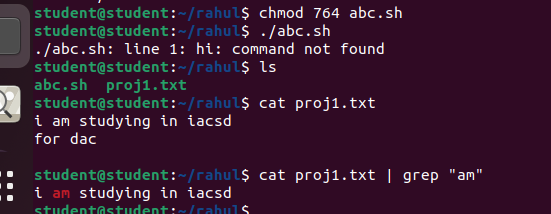 student@student:~/rahul$ chmod 764 abc.sh
student@student:~/rahul$ ./abc.sh
./abc.sh: line 1: hi: command not found
student@student:~/rahul$ ls
abc.sh  proj1.txt
student@student:~/rahul$ cat proj1.txt
i am studying in iacsd
for dac
student@student:~/rahul$ cat proj1.txt | grep "am"
i am studying in iacsd
student@student:~/rahul$